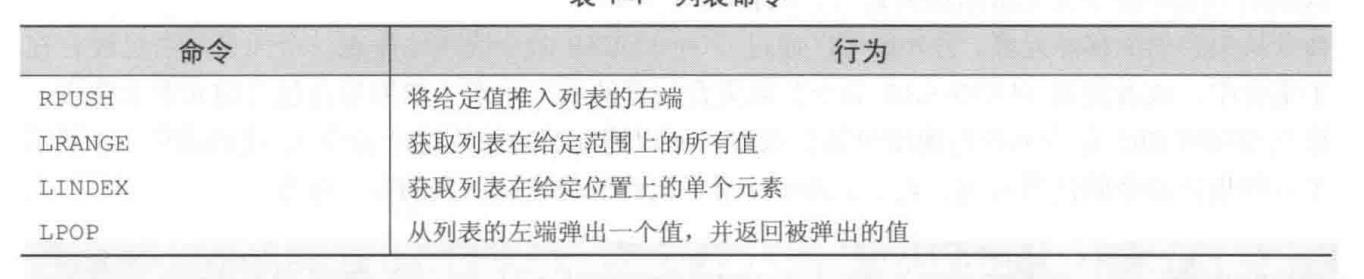 命令 行为
RPUSH 将给定值推入列表的右端
LRANGE 获取列表在给定范围上的所有值
LINDEX 获取列表在给定位置上的单个元素
LPOP 从列表的左端弹出一个值，并返回被弹出的值